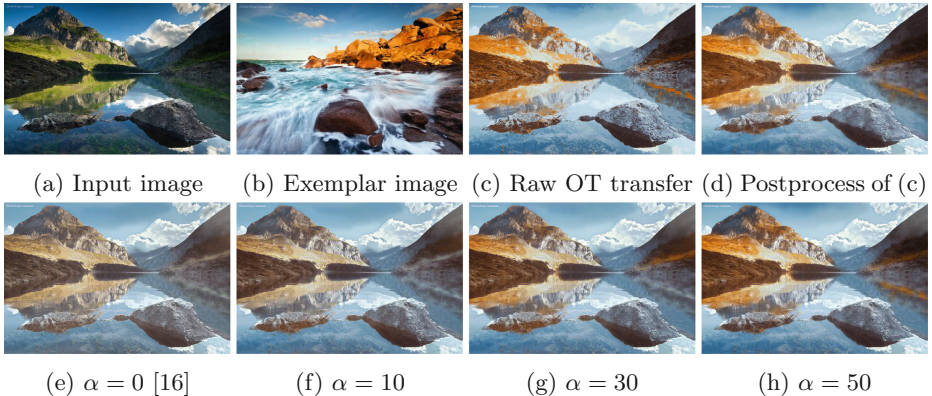 (a) Input image
(b) Exemplar image
(c) Raw OT transfer
(d) Postprocess of (c)
(e) α = 0 [16]
(f) α = 10
(g) α = 30
(h) α = 50